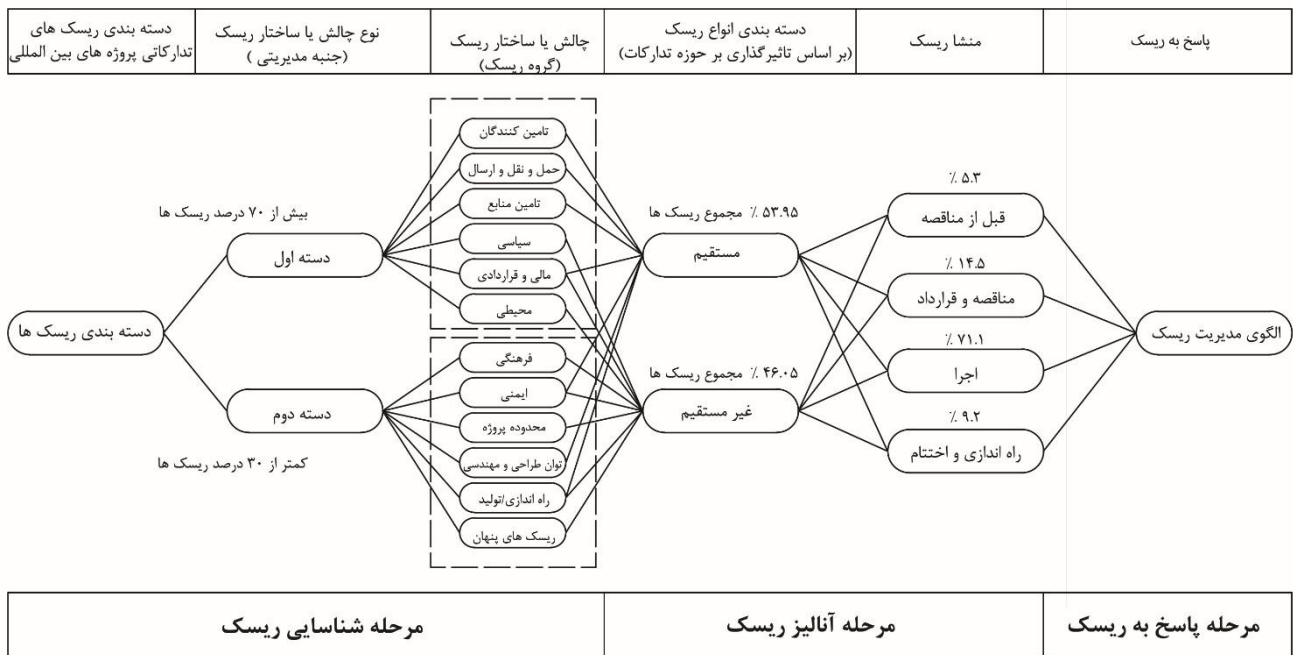 دسته بندی ریسک های
تدارکاتی پروژه های بین المللی
نوع چالش یا ساختار ریسک
(جنبه مدیریتی )
چالش یا ساختار ریسک
(گروه ریسک)
دسته بندی انواع ریسک
(بر اساس تاثیرگذاری بر حوزه تدارکات)
منشا ریسک
پاسخ به ریسک
دسته بندی ریسک ها
بیش از ۷۰ درصد ریسک ها
دسته اول
دسته دوم
کمتر از ۳۰ درصد ریسک ها
تامین کنندگان
حمل و نقل و ارسال
تامین منابع
سیاسی
مالی و قراردادی
محیطی
فرهنگی
ایمنی
محدوده پروژه
توان طراحی و مهندسی
راه اندازی/تولید
ریسک های پنهان
۵۳.۹۵ ٪ مجموع ریسک ها
مستقیم
۴۶.۰۵ ٪ مجموع ریسک ها
غیر مستقیم
۵.۳ ٪
قبل از مناقصه
۱۴.۵ ٪
مناقصه و قرارداد
۷۱.۱ ٪
اجرا
۹.۲ ٪
راه اندازی و اختتام
الگوی مدیریت ریسک
مرحله شناسایی ریسک
مرحله آنالیز ریسک
مرحله پاسخ به ریسک